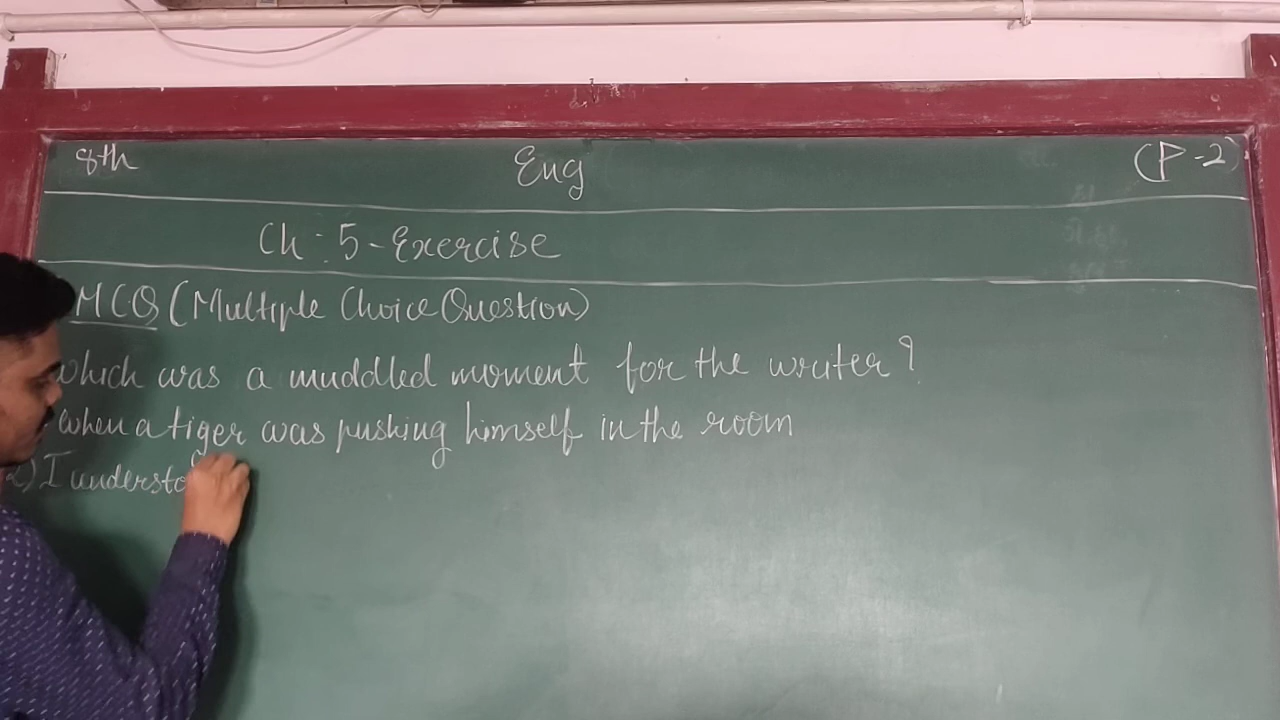 8th Eng (P-2)
Ch:5-Exercise
MCQ (Multiple Choice Question)
which was a muddled moment for the writer?
when a tiger was pushing himself in the room
2) I understo